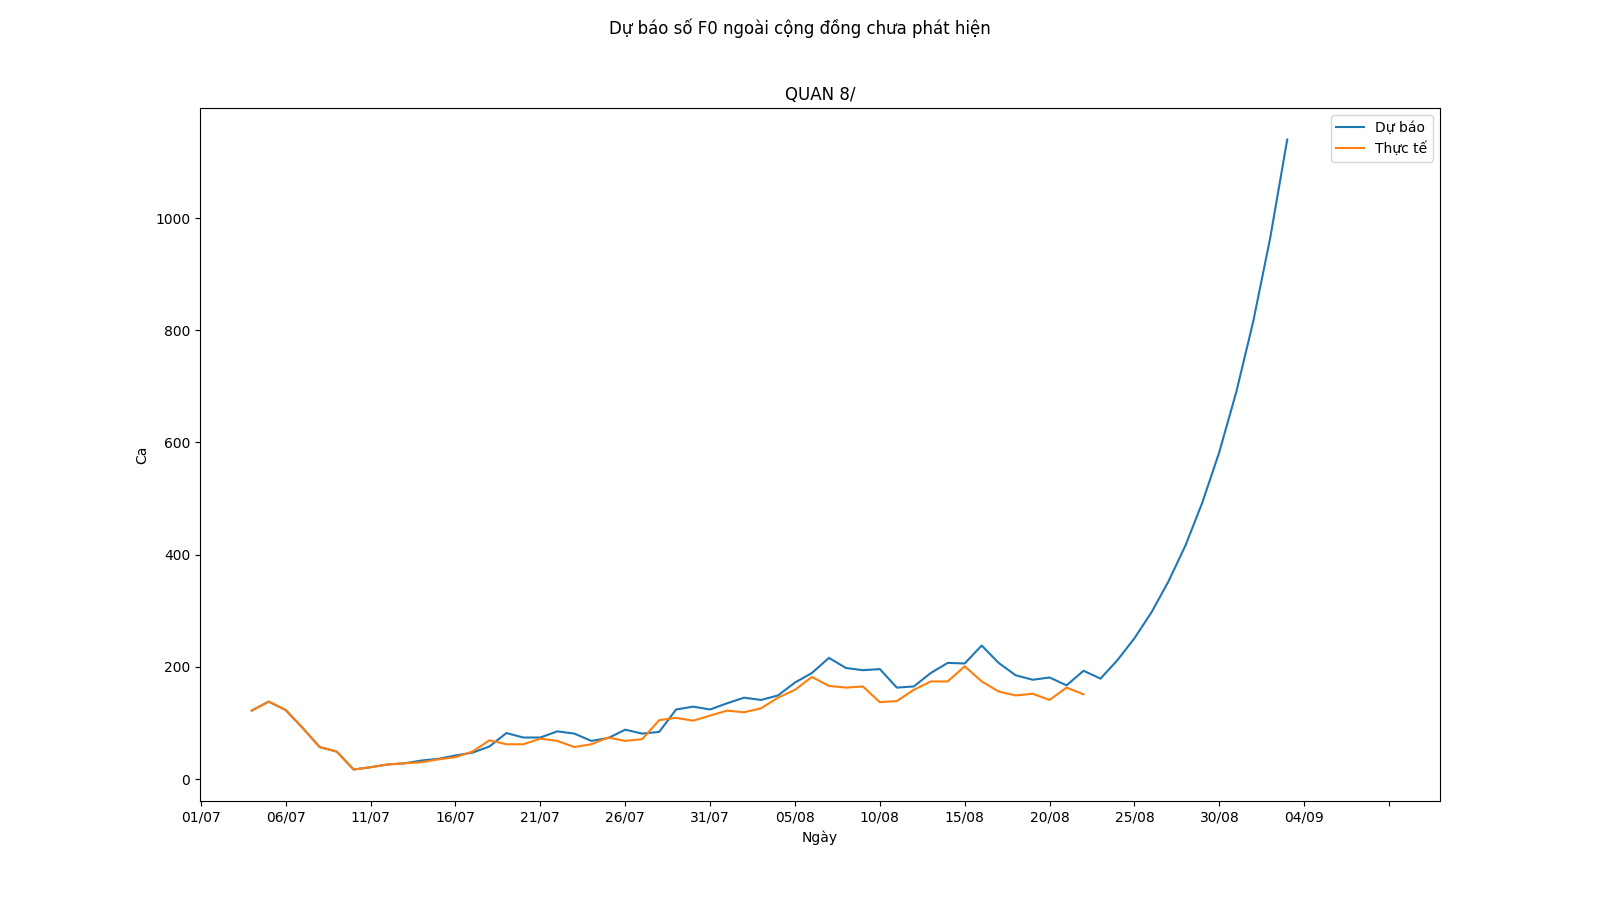 Dự báo số F0 ngoài cộng đồng chưa phát hiện
QUAN 8/
Dự báo
Thực tế
1000
800
600
400
200
0
Ca
01/07 06/07 11/07 16/07 21/07 26/07 31/07 05/08 10/08 15/08 20/08 25/08 30/08 04/09
Ngày